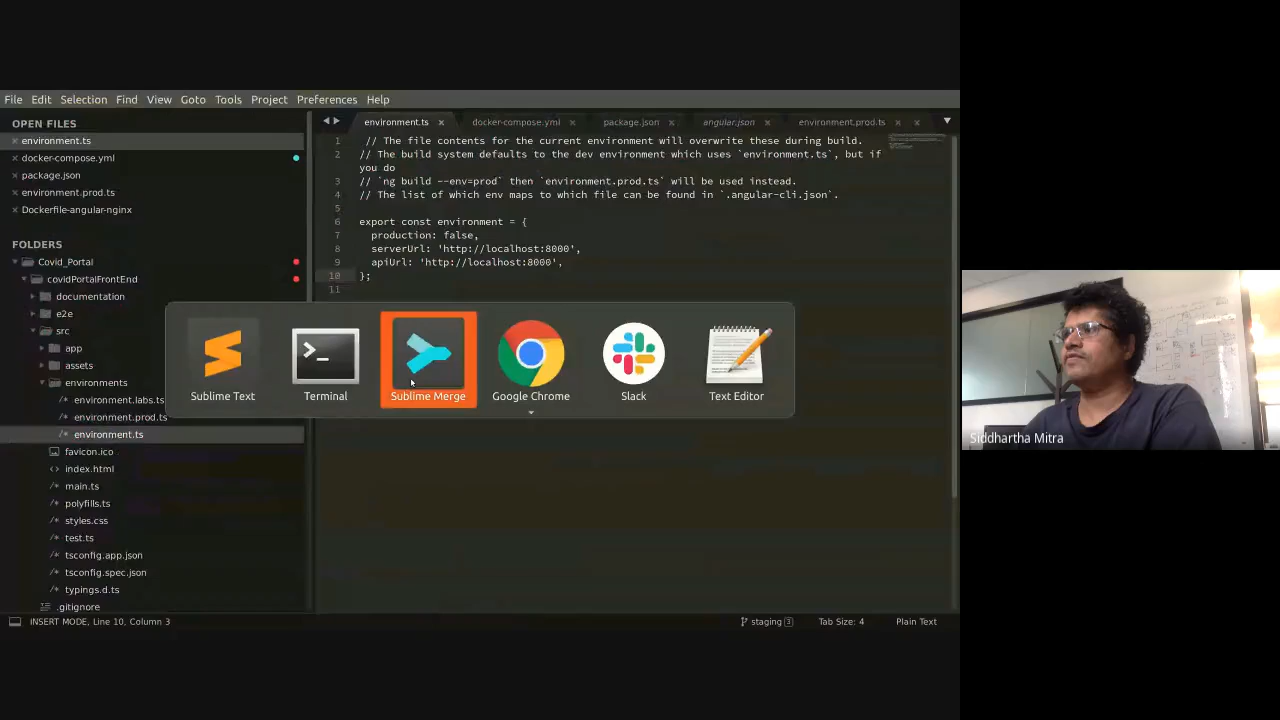 File Edit Selection Find View Goto Tools Project Preferences Help
OPEN FILES
environment.ts
docker-compose.yml
package.json
environment.prod.ts
Dockerfile-angular-nginx
FOLDERS
Covid_Portal
covidPortalFrontEnd
documentation
e2e
src
app
assets
environments
environment.labs.ts
environment.prod.ts
environment.ts
favicon.ico
index.html
main.ts
polyfills.ts
styles.css
test.ts
tsconfig.app.json
tsconfig.spec.json
typings.d.ts
.gitignore
environment.ts docker-compose.yml package.json angular.json environment.prod.ts
1 // The file contents for the current environment will overwrite these during build.
2 // The build system defaults to the dev environment which uses `environment.ts`, but if
you do
3 // `ng build --env=prod` then `environment.prod.ts` will be used instead.
4 // The list of which env maps to which file can be found in `.angular-cli.json`.
5
6 export const environment = {
7 production: false,
8 serverUrl: 'http://localhost:8000',
9 apiUrl: 'http://localhost:8000',
10 };
11
Sublime Text Terminal Sublime Merge Google Chrome Slack Text Editor
INSERT MODE, Line 10, Column 3 staging 3 Tab Size: 4 Plain Text
Siddhartha Mitra